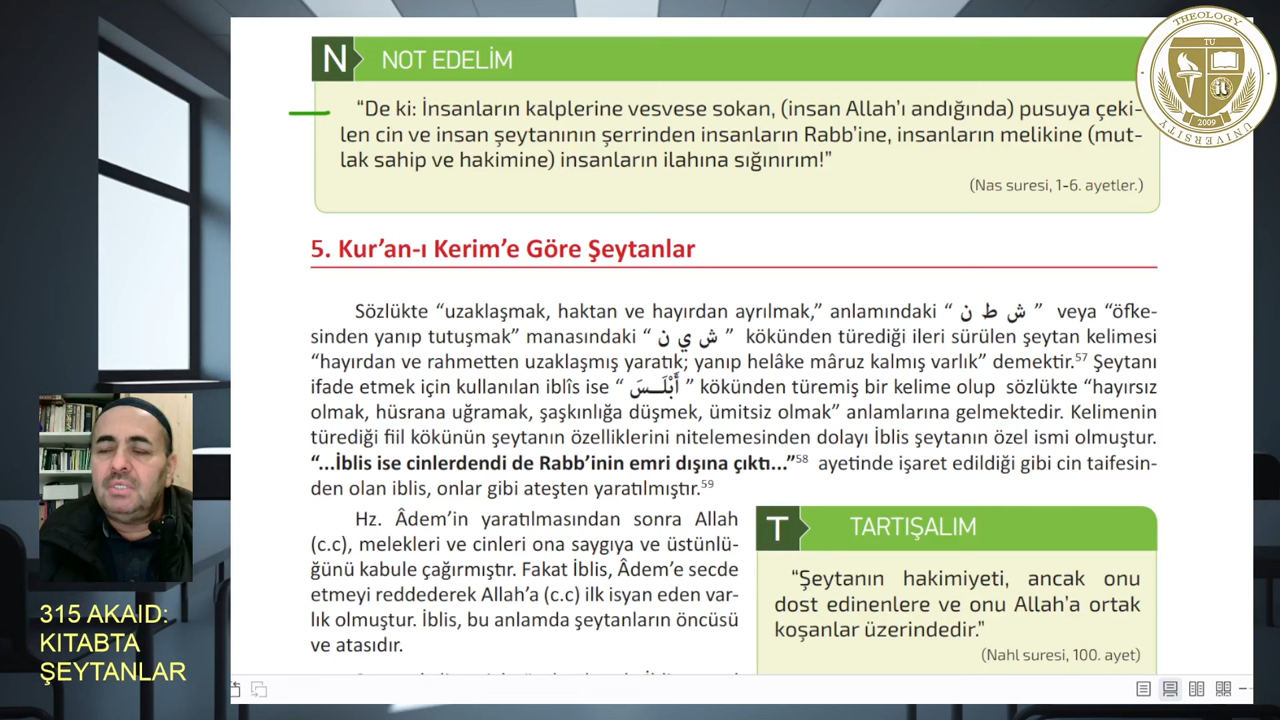 N NOT EDELİM
“De ki: İnsanların kalplerine vesvese sokan, (insan Allah’ı andığında) pusuya çeki-
len cin ve insan şeytanının şerrinden insanların Rabb’ine, insanların melikine (mut-
lak sahip ve hakimine) insanların ilahına sığınırım!”
(Nas suresi, 1-6. ayetler.)
THEOLOGY
TU
2009
UNIVERSITY
5. Kur’an-ı Kerim’e Göre Şeytanlar
Sözlükte “uzaklaşmak, haktan ve hayırdan ayrılmak,” anlamındaki “ ش ط ن ” veya “öfke-
sinden yanıp tutuşmak” manasındaki “ ش ي ن ” kökünden türediği ileri sürülen şeytan kelimesi
“hayırdan ve rahmetten uzaklaşmış yaratık; yanıp helâke mâruz kalmış varlık” demektir.57 Şeytanı
ifade etmek için kullanılan iblîs ise “ أَبْلَـسَ ” kökünden türemiş bir kelime olup sözlükte “hayırsız
olmak, hüsrana uğramak, şaşkınlığa düşmek, ümitsiz olmak” anlamlarına gelmektedir. Kelimenin
türediği fiil kökünün şeytanın özelliklerini nitelemesinden dolayı İblis şeytanın özel ismi olmuştur.
“...İblis ise cinlerdendi de Rabb’inin emri dışına çıktı...”58 ayetinde işaret edildiği gibi cin taifesin-
den olan iblis, onlar gibi ateşten yaratılmıştır.59
Hz. Âdem’in yaratılmasından sonra Allah
(c.c), melekleri ve cinleri ona saygıya ve üstünlü-
ğünü kabule çağırmıştır. Fakat İblis, Âdem’e secde
etmeyi reddederek Allah’a (c.c) ilk isyan eden var-
lık olmuştur. İblis, bu anlamda şeytanların öncüsü
ve atasıdır.
T TARTIŞALIM
“Şeytanın hakimiyeti, ancak onu
dost edinenlere ve onu Allah’a ortak
koşanlar üzerindedir.”
(Nahl suresi, 100. ayet)
315 AKAID:
KITABTA
ŞEYTANLAR